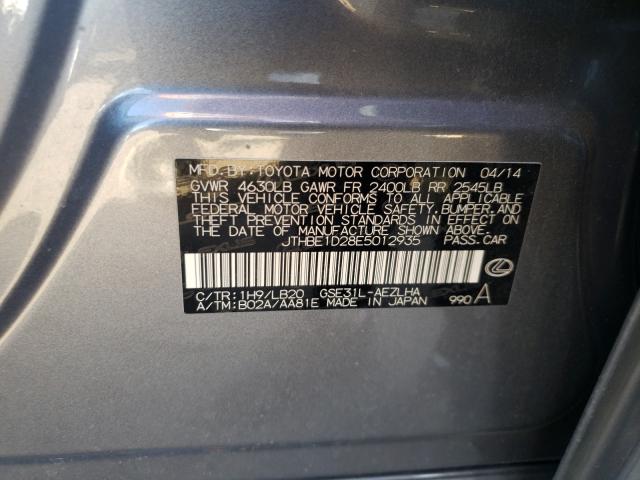 MFD. BY: TOYOTA MOTOR CORPORATION 04/14
GVWR 4630LB GAWR FR 2400LB RR 2545LB
THIS VEHICLE CONFORMS TO ALL APPLICABLE
FEDERAL MOTOR VEHICLE SAFETY, BUMPER, AND
THEFT PREVENTION STANDARDS IN EFFECT ON
THE DATE OF MANUFACTURE SHOWN ABOVE.
JTHBE1D28E5012935 PASS.CAR
C/TR: 1H9/LB20 GSE31L-AEZLHA
A/TM: B02A/AA81E MADE IN JAPAN 990 A